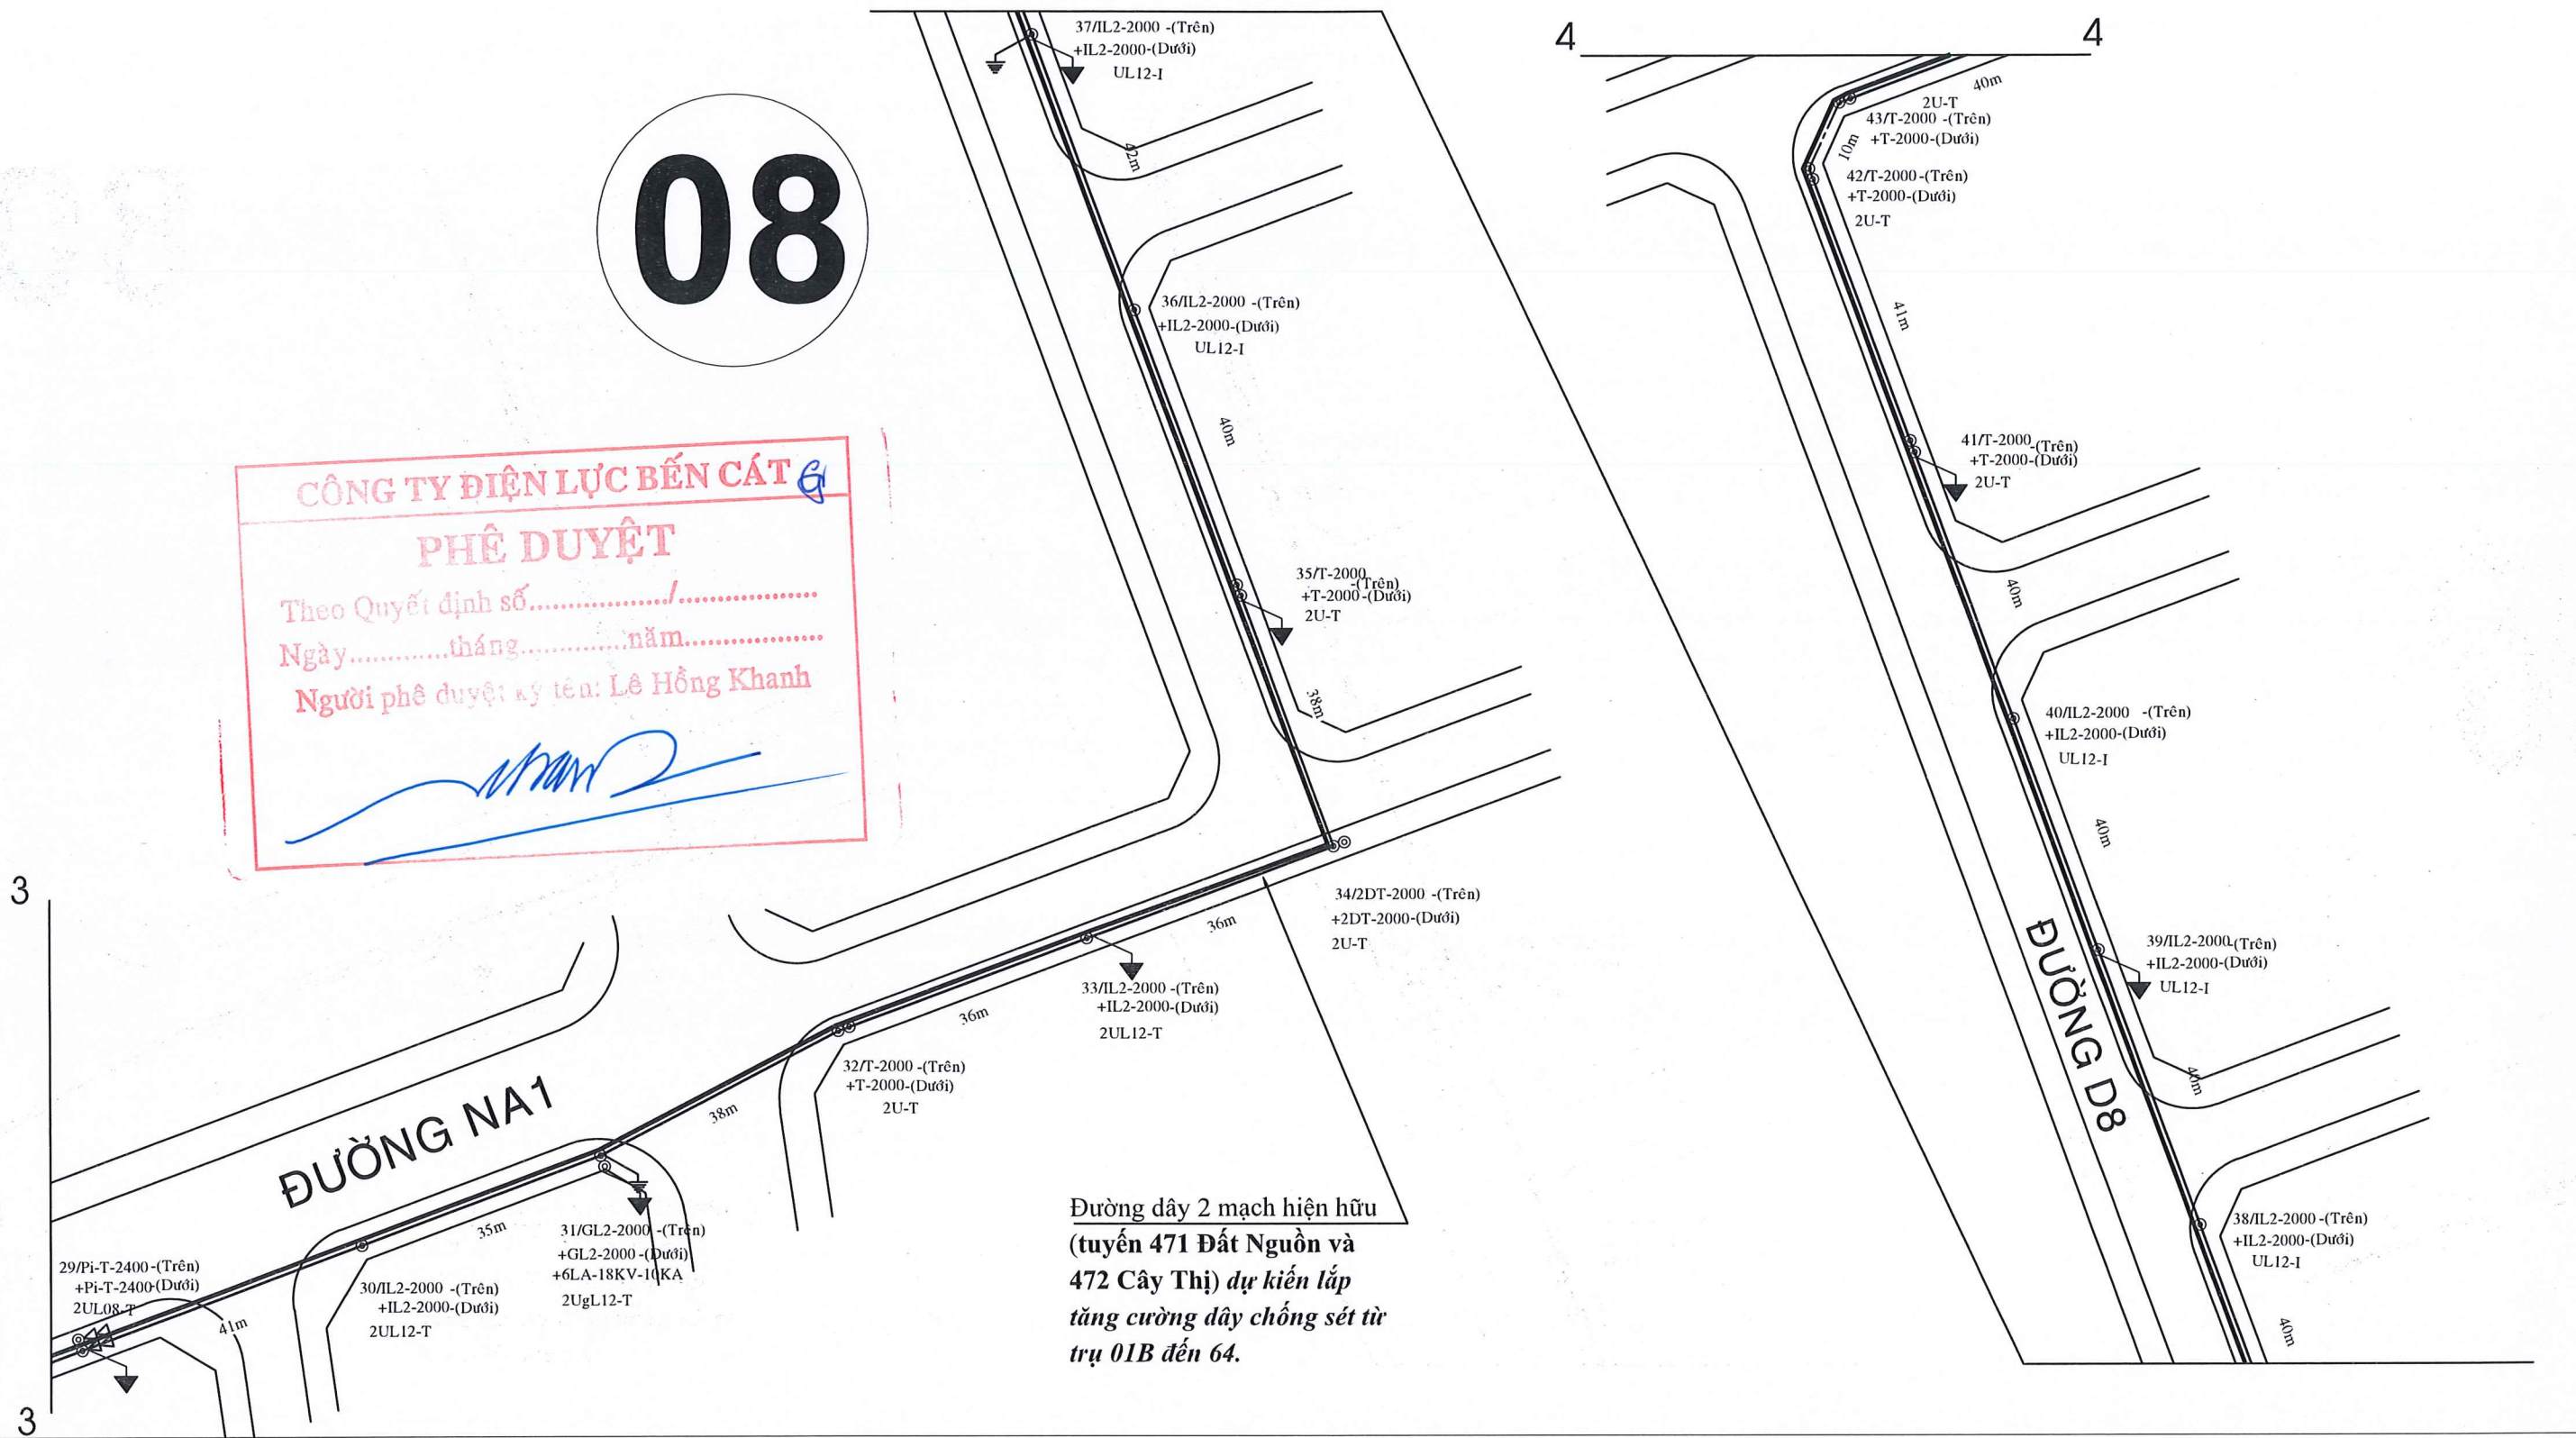 08
CÔNG TY ĐIỆN LỰC BẾN CÁT
PHÊ DUYỆT
Theo Quyết định số................./..................
Ngày.............tháng..............năm..................
Người phê duyệt ký tên: Lê Hồng Khanh
3
3
ĐƯỜNG NA1
29/Pi-T-2400-(Trên)
+Pi-T-2400-(Dưới)
2UL08-T
41m
30/IL2-2000 -(Trên)
+IL2-2000-(Dưới)
2UL12-T
35m
31/GL2-2000 -(Trên)
+GL2-2000 -(Dưới)
+6LA-18KV-10KA
2UgL12-T
38m
32/T-2000 -(Trên)
+T-2000-(Dưới)
2U-T
36m
33/IL2-2000 -(Trên)
+IL2-2000-(Dưới)
2UL12-T
36m
34/2DT-2000 -(Trên)
+2DT-2000-(Dưới)
2U-T
38m
35/T-2000 -(Trên)
+T-2000 -(Dưới)
2U-T
40m
36/IL2-2000 -(Trên)
+IL2-2000-(Dưới)
UL12-I
42m
37/IL2-2000 -(Trên)
+IL2-2000-(Dưới)
UL12-I
Đường dây 2 mạch hiện hữu
(tuyến 471 Đất Nguồn và
472 Cây Thị) dự kiến lắp
tăng cường dây chống sét từ
trụ 01B đến 64.
4
4
40m
2U-T
43/T-2000 -(Trên)
+T-2000-(Dưới)
10m
42/T-2000-(Trên)
+T-2000-(Dưới)
2U-T
41m
41/T-2000 -(Trên)
+T-2000-(Dưới)
2U-T
40m
40/IL2-2000 -(Trên)
+IL2-2000-(Dưới)
UL12-I
40m
39/IL2-2000-(Trên)
+IL2-2000-(Dưới)
UL12-I
ĐƯỜNG D8
40m
38/IL2-2000 -(Trên)
+IL2-2000-(Dưới)
UL12-I
40m